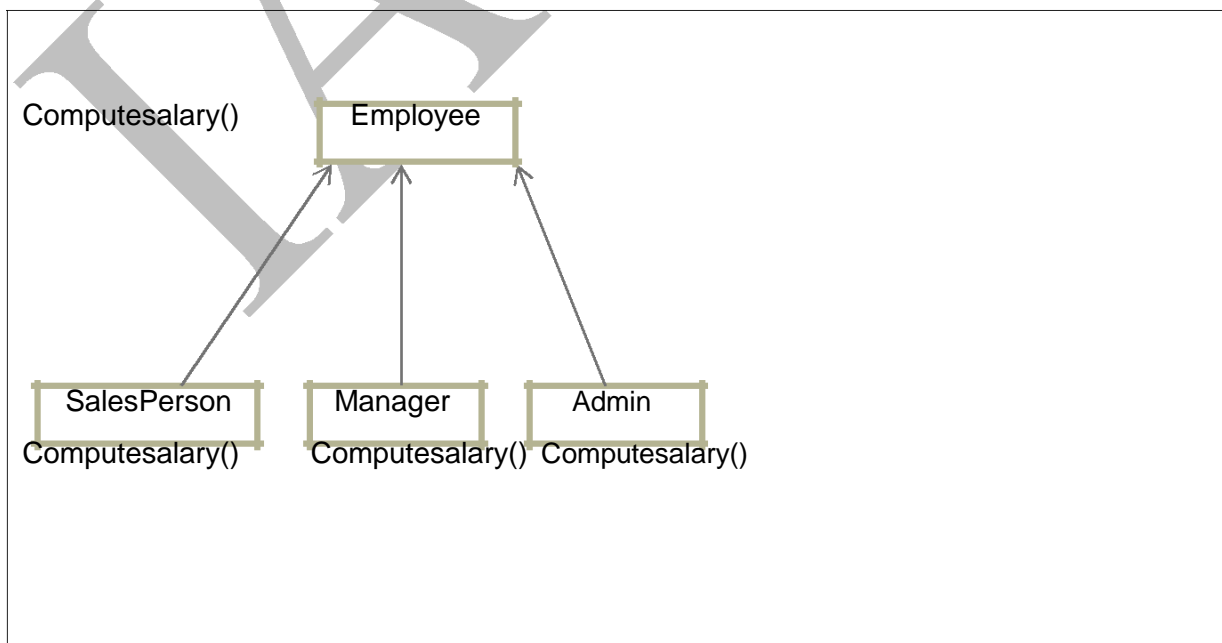 Computesalary() Employee
SalesPerson Manager Admin
Computesalary() Computesalary() Computesalary()